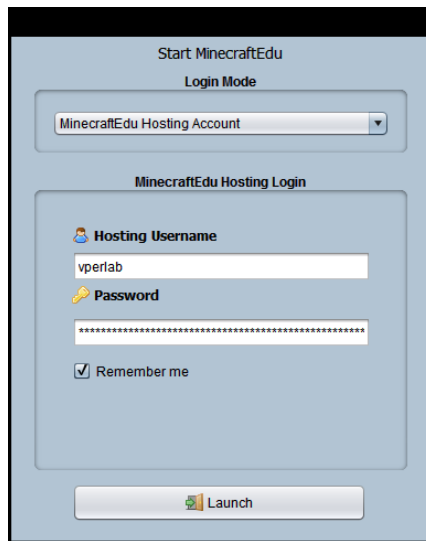 Start MinecraftEdu
Login Mode
MinecraftEdu Hosting Account
MinecraftEdu Hosting Login
Hosting Username
vperlab
Password
****************************************************
Remember me
Launch